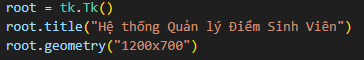 root = tk.Tk()
root.title("Hệ thống Quản lý Điểm Sinh Viên")
root.geometry("1200x700")